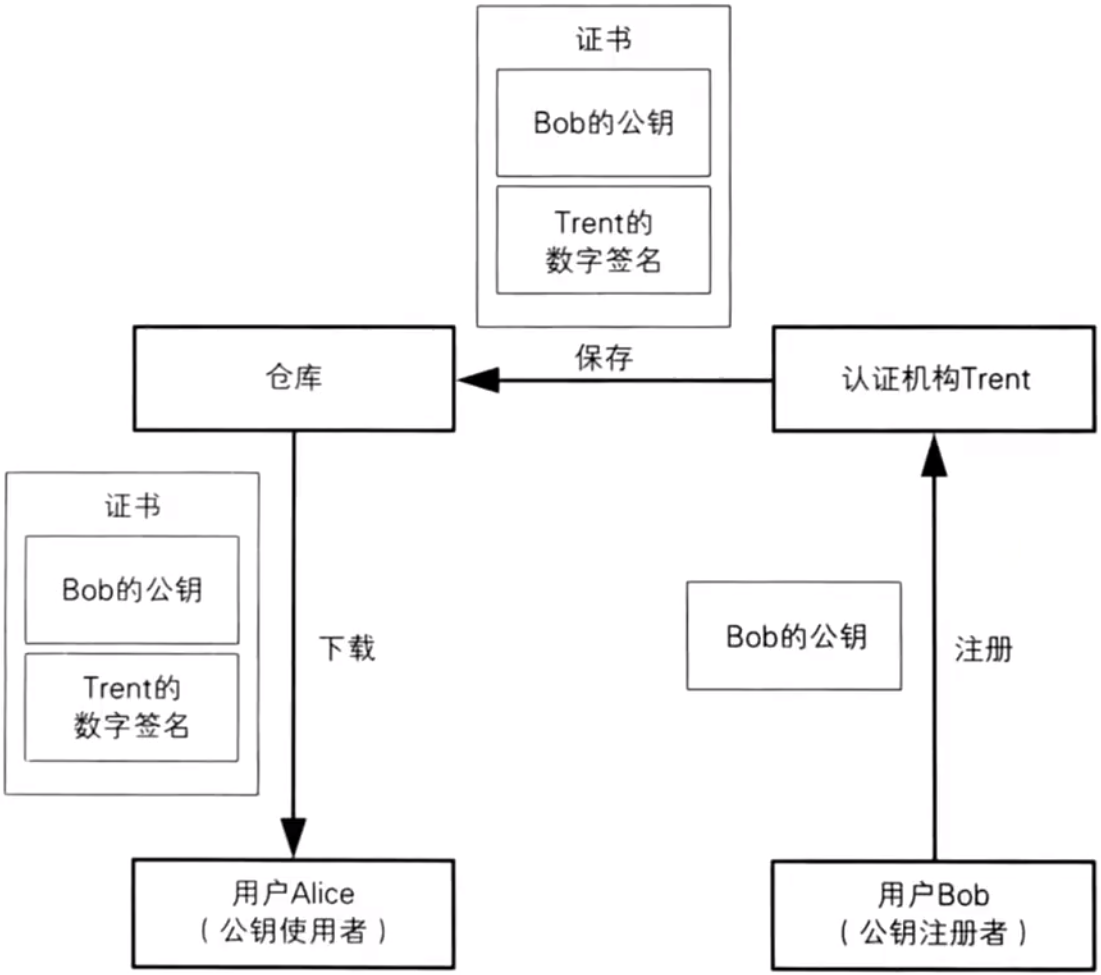 证书
Bob的公钥
Trent的
数字签名
仓库
保存
认证机构Trent
证书
Bob的公钥
Trent的
数字签名
下载
Bob的公钥
注册
用户Alice
（公钥使用者）
用户Bob
（公钥注册者）